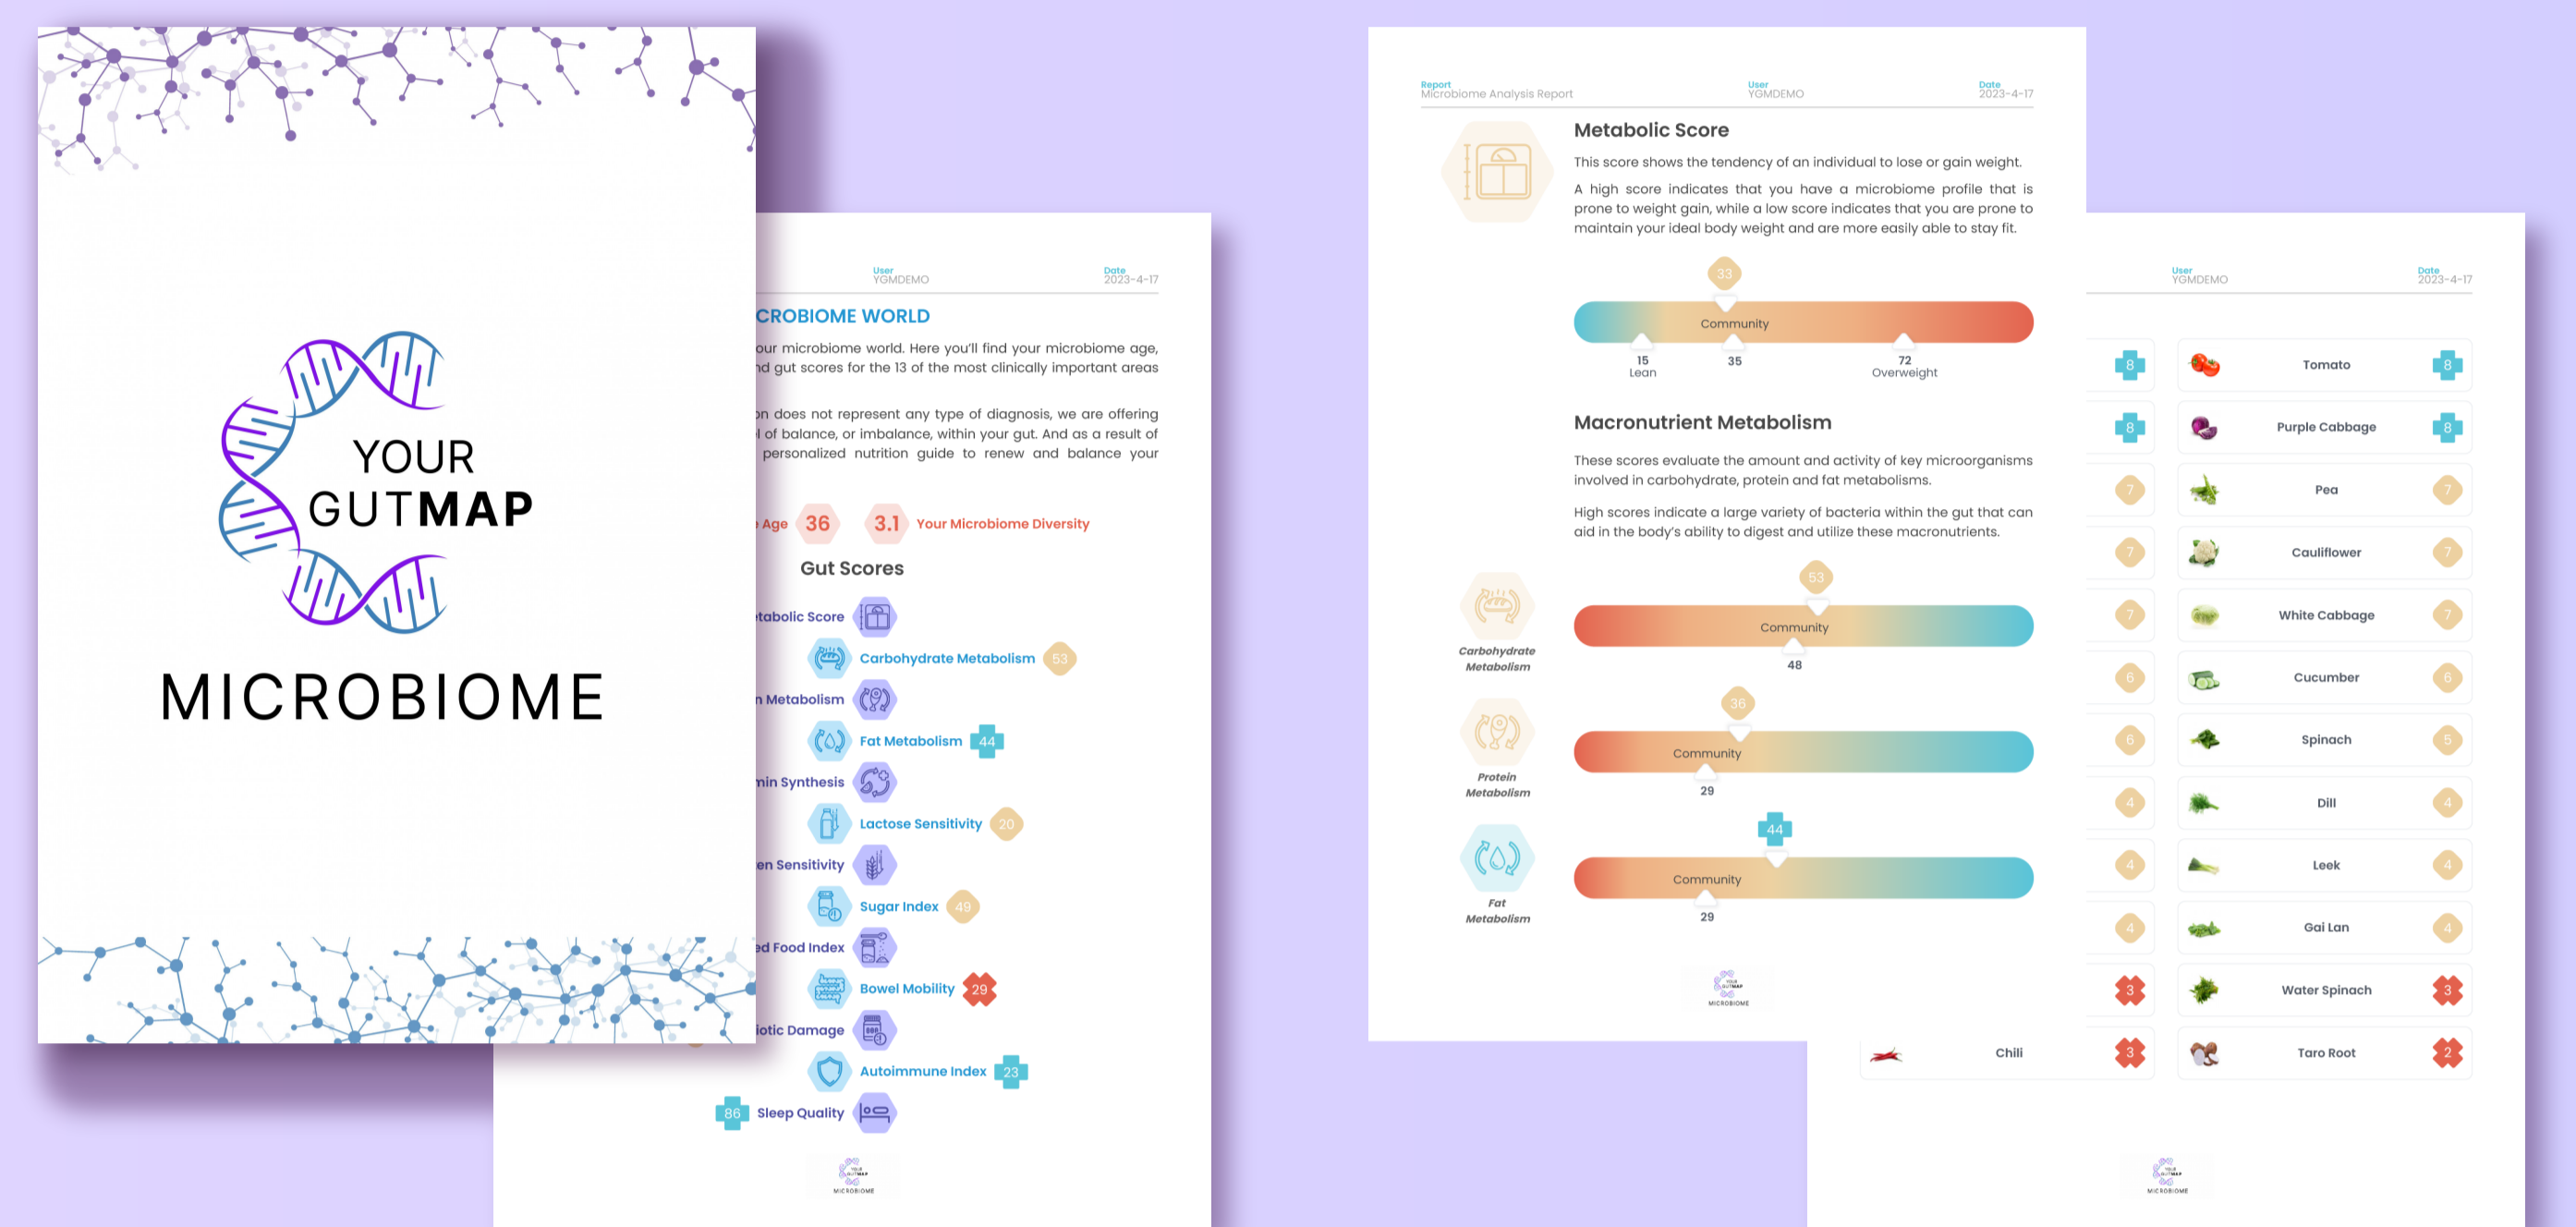 YOUR
GUTMAP
MICROBIOME
User
YGMDEMO
Date
2023-4-17
CROBIOME WORLD
our microbiome world. Here you'll find your microbiome age,
nd gut scores for the 13 of the most clinically important areas
on does not represent any type of diagnosis, we are offering
of balance, or imbalance, within your gut. And as a result of
personalized nutrition guide to renew and balance your
Age 36 3.1 Your Microbiome Diversity
Gut Scores
etabolic Score
Carbohydrate Metabolism 53
n Metabolism
Fat Metabolism 44
min Synthesis
Lactose Sensitivity 20
en Sensitivity
Sugar Index 49
ed Food Index
Bowel Mobility 29
iotic Damage
Autoimmune Index 23
86 Sleep Quality
YOUR
GUTMAP
MICROBIOME
Report
Microbiome Analysis Report
User
YGMDEMO
Date
2023-4-17
Metabolic Score
This score shows the tendency of an individual to lose or gain weight.
A high score indicates that you have a microbiome profile that is
prone to weight gain, while a low score indicates that you are prone to
maintain your ideal body weight and are more easily able to stay fit.
33
Community
15 35 72
Lean Overweight
Macronutrient Metabolism
These scores evaluate the amount and activity of key microorganisms
involved in carbohydrate, protein and fat metabolisms.
High scores indicate a large variety of bacteria within the gut that can
aid in the body's ability to digest and utilize these macronutrients.
53
Community
48
Carbohydrate
Metabolism
36
Community
29
Protein
Metabolism
44
Community
29
Fat
Metabolism
YOUR
GUTMAP
MICROBIOME
User
YGMDEMO
Date
2023-4-17
8 Tomato 8
8 Purple Cabbage 8
7 Pea 7
7 Cauliflower 7
7 White Cabbage 7
6 Cucumber 6
6 Spinach 5
4 Dill 4
4 Leek 4
4 Gai Lan 4
3 Water Spinach 3
Chili 3 Taro Root 2
YOUR
GUTMAP
MICROBIOME